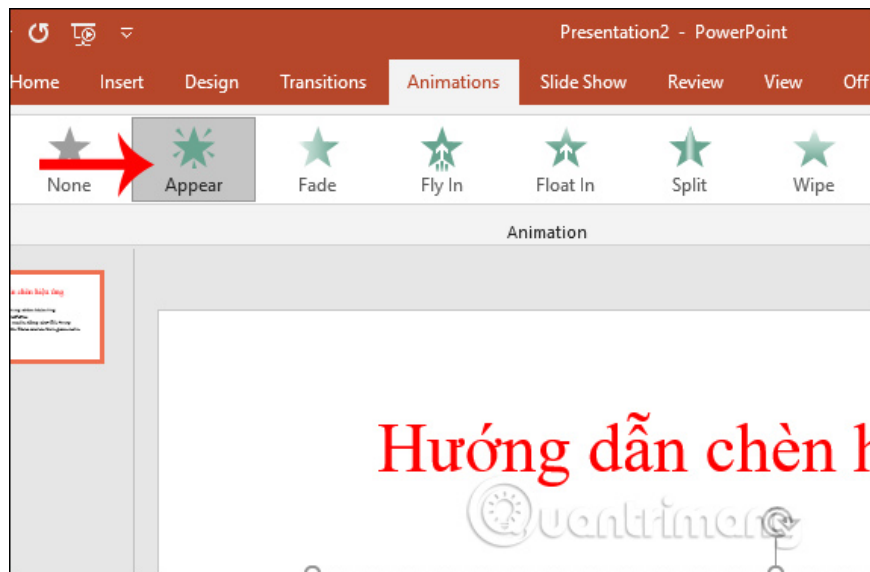 Presentation2 - PowerPoint
Home Insert Design Transitions Animations Slide Show Review View Off
None Appear Fade Fly In Float In Split Wipe
Animation
Hướng dẫn chèn h
Quantrimang